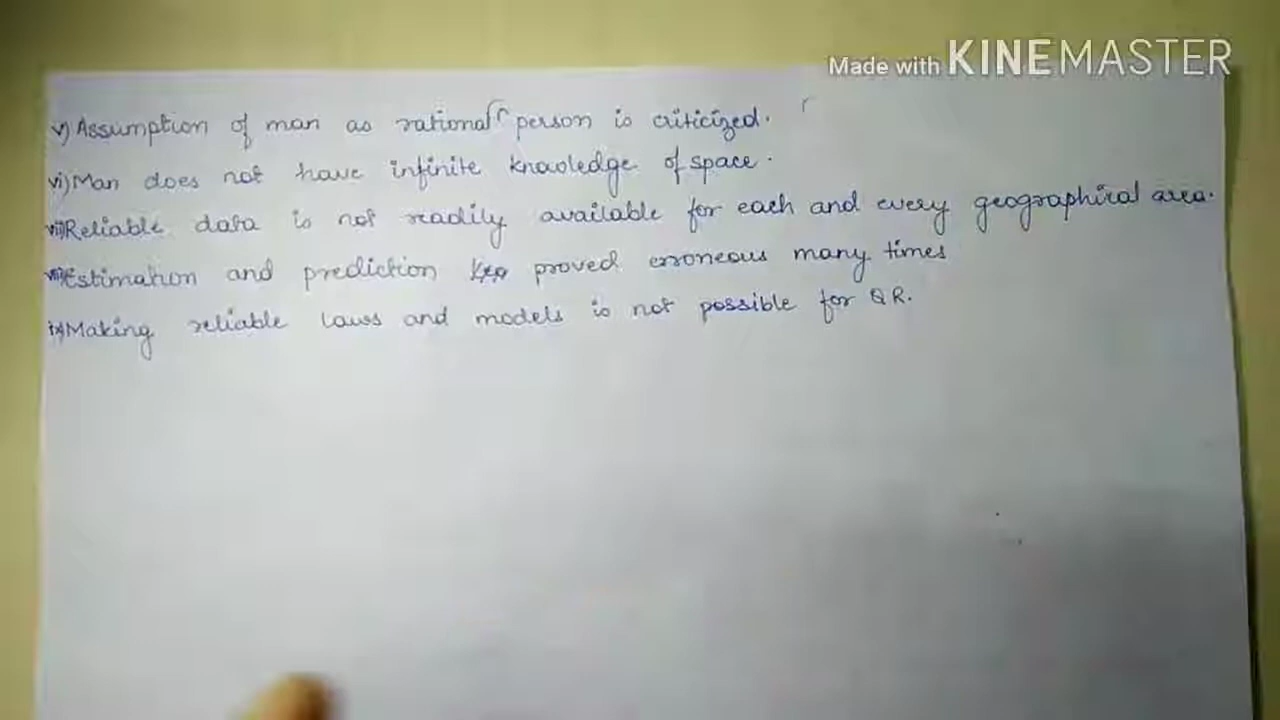 Made with KINEMASTER
v) Assumption of man as rational person is criticized.
vi) Man does not have infinite knowledge of space.
vii) Reliable data is not readily available for each and every geographical area.
viii) Estimation and prediction proved erroneous many times
ix) Making reliable laws and models is not possible for QR.